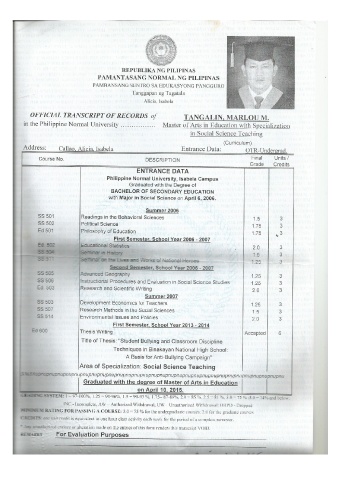 REPUBLIKA NG PILIPINAS
PAMANTASANG NORMAL NG PILIPINAS
PAMBANSANG SENTRO SA EDUKASYONG PANGGURO
Tanggapan ng Tagatala
Alicia, Isabela
OFFICIAL TRANSCRIPT OF RECORDS of TANGALIN, MARLOU M.
in the Philippine Normal University ............... Master of Arts in Education with Specialization
in Social Science Teaching
(Curriculum)
Address: Calao, Alicia, Isabela Entrance Data: OTR-Undergrad.
Course No. DESCRIPTION Final Grade Units / Credits
ENTRANCE DATA
Philippine Normal University, Isabela Campus
Graduated with the Degree of
BACHELOR OF SECONDARY EDUCATION
with Major in Social Science on April 6, 2006.
Summer 2006
SS 501 Readings in the Behavioral Sciences 1.5 3
SS 502 Political Science 1.75 3
Ed 501 Philosophy of Education 1.75 3
First Semester, School Year 2006 - 2007
Ed 502 Educational Statistics 2.0 3
SS 504 Seminar in History 1.5 3
Seminar on the Lives and Works of National Heroes 1.25 3
Second Semester, School Year 2006 - 2007
SS 505 Advanced Geography 1.25 3
SS 506 Instructional Procedures and Evaluation in Social Science Studies 1.25 3
Ed 503 Research and Scientific Writing 2.0 3
Summer 2007
SS 503 Development Economics for Teachers 1.25 3
SS 507 Research Methods in the Social Sciences 1.5 3
SS 514 Environmental Issues and Policies 2.0 3
First Semester, School Year 2013 - 2014
Ed 600 Thesis Writing Accepted 6
Title of Thesis: "Student Bullying and Classroom Discipline
Techniques in Binasayan National High School:
A Basis for Anti-Bullying Campaign"
Area of Specialization: Social Science Teaching
Graduated with the degree of Master of Arts in Education
on April 10, 2015.
For Evaluation Purposes